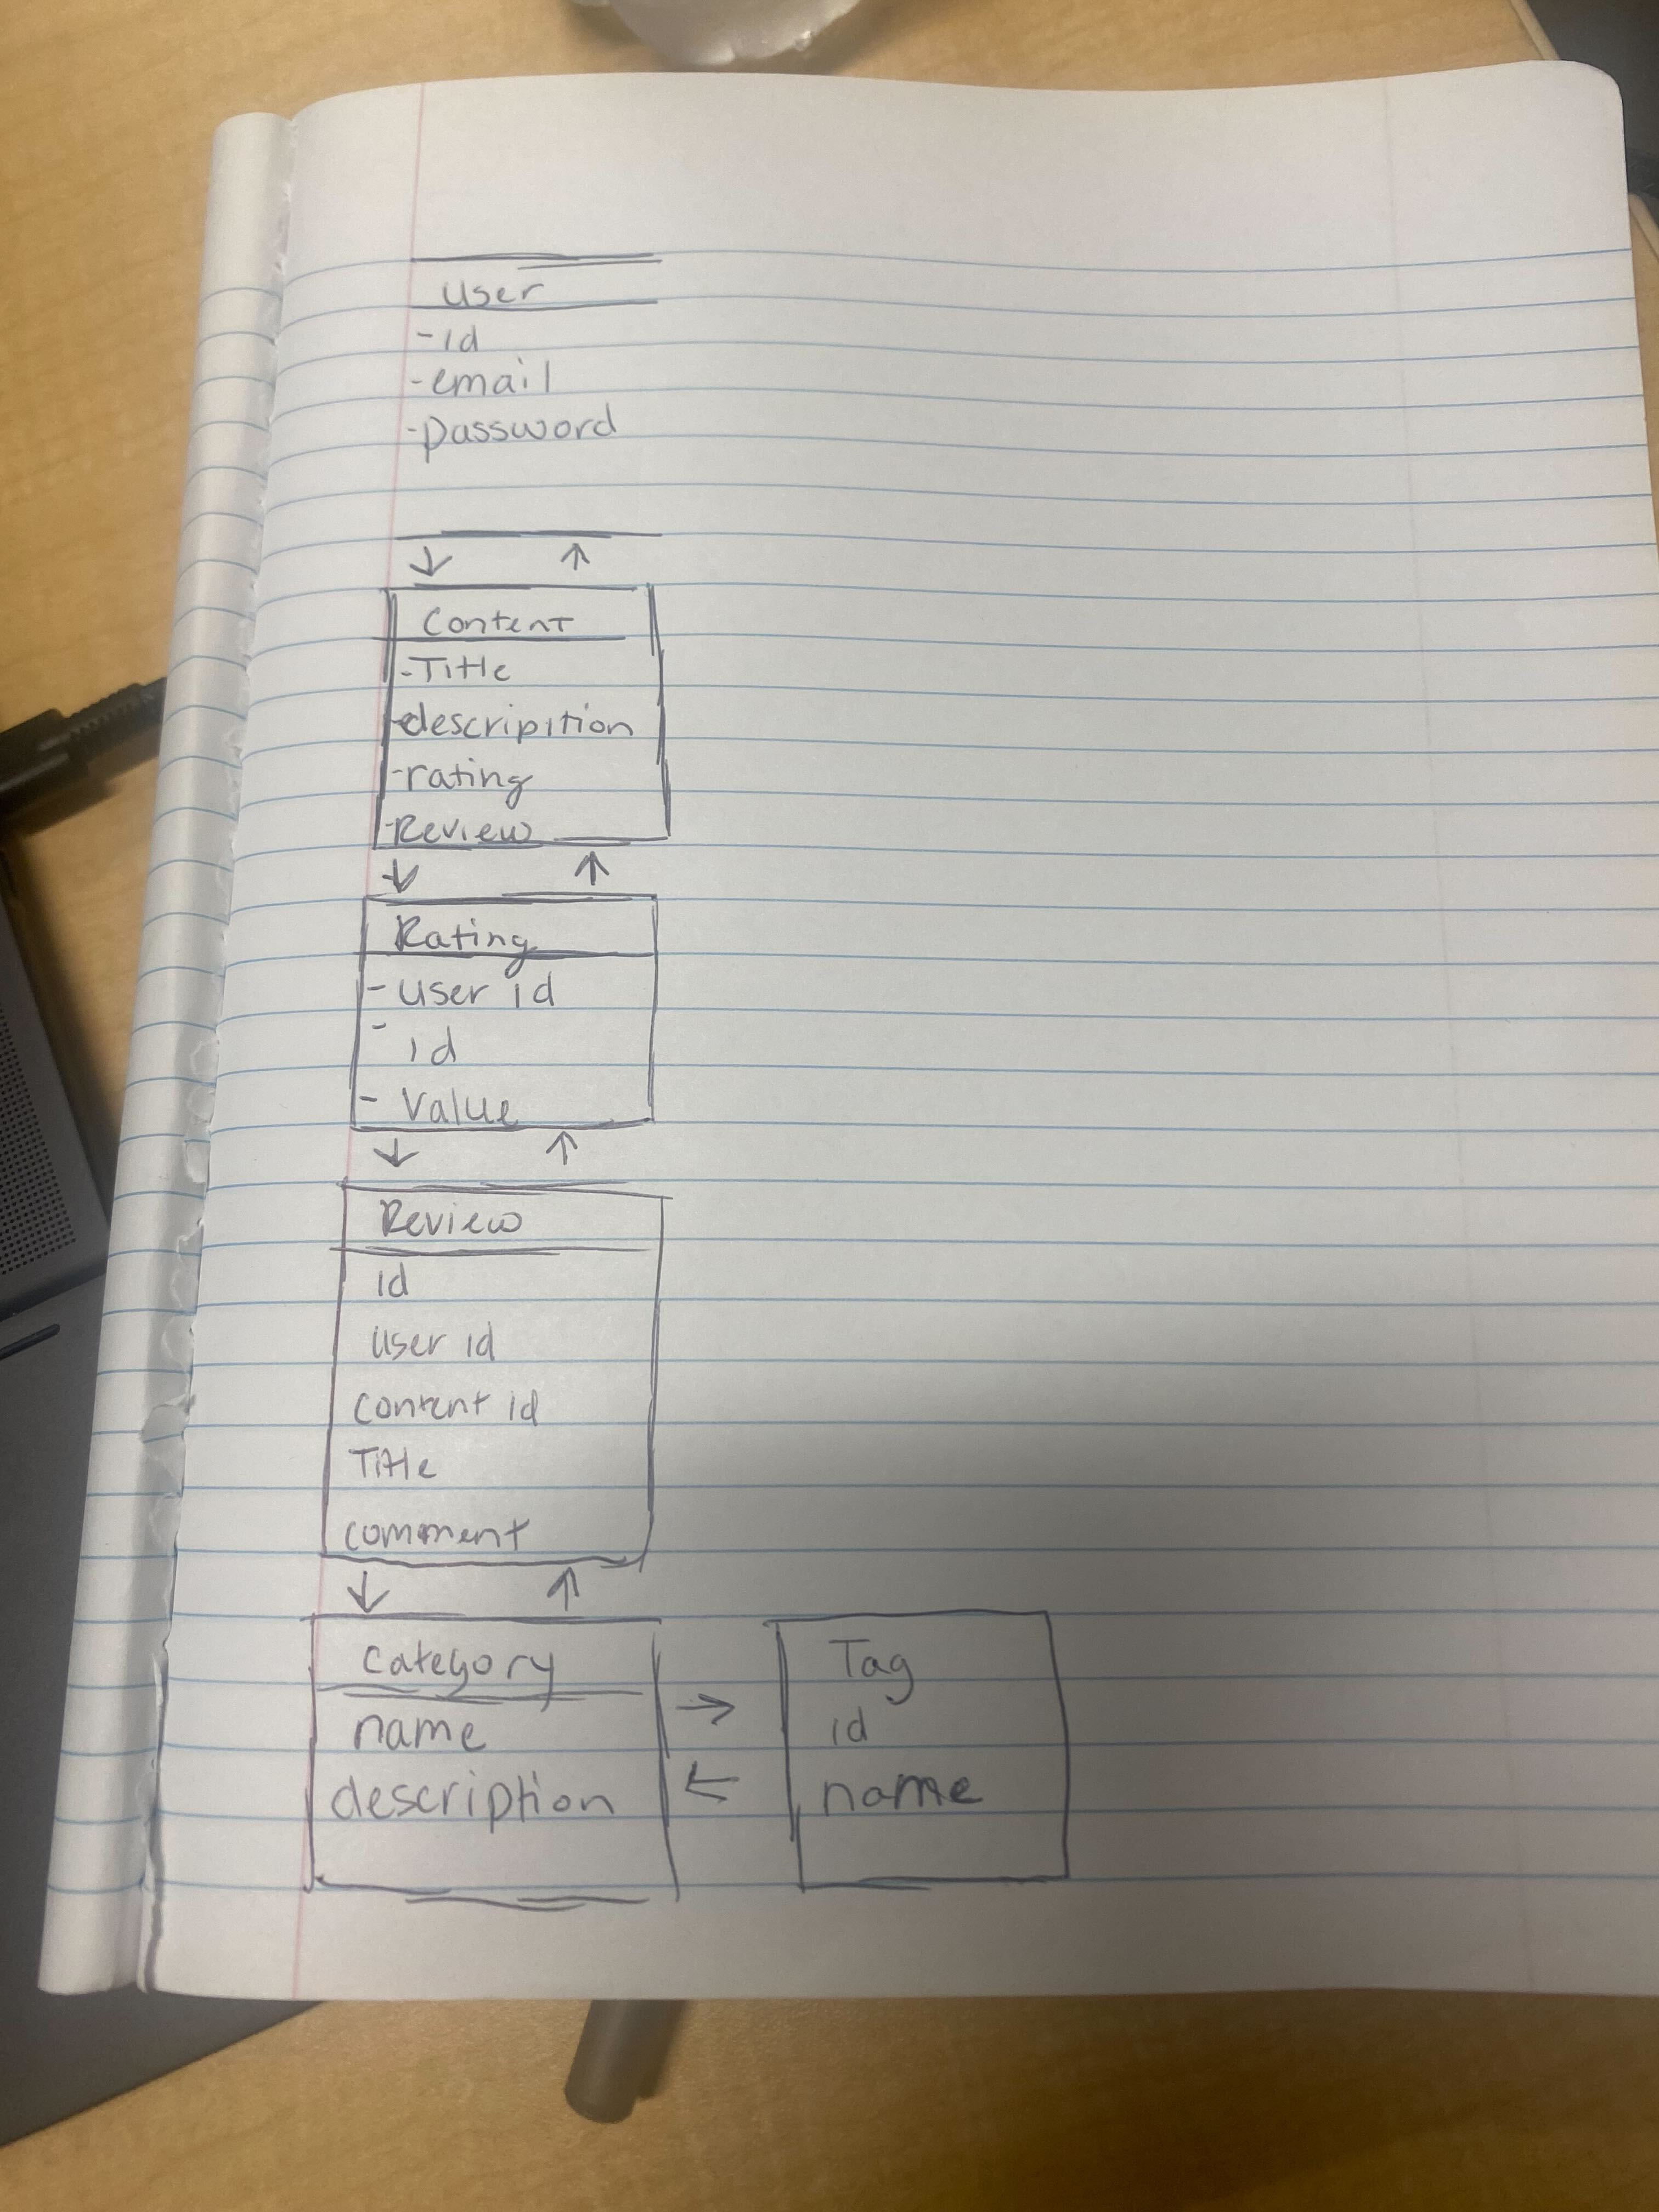 user
-id
-email
-password
Content
-Title
-descripition
-rating
-Review
Rating
- user id
- id
- Value
Review
id
user id
content id
Title
comment
category
name
description
Tag
id
name